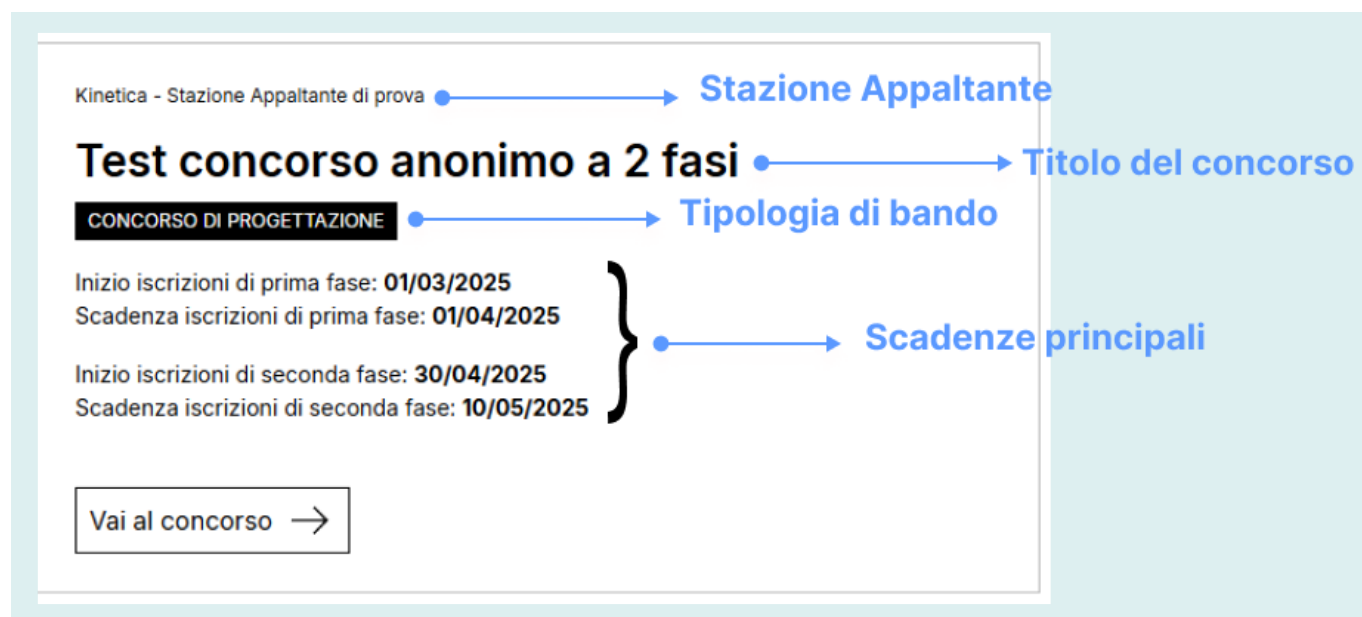 Kinetica - Stazione Appaltante di prova
Stazione Appaltante
Test concorso anonimo a 2 fasi
Titolo del concorso
CONCORSO DI PROGETTAZIONE
Tipologia di bando
Inizio iscrizioni di prima fase: 01/03/2025
Scadenza iscrizioni di prima fase: 01/04/2025
Scadenze principali
Inizio iscrizioni di seconda fase: 30/04/2025
Scadenza iscrizioni di seconda fase: 10/05/2025
Vai al concorso